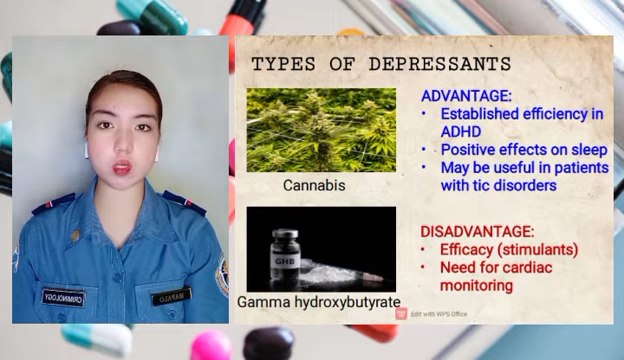 TYPES OF DEPRESSANTS
ADVANTAGE:
• Established efficiency in
ADHD
• Positive effects on sleep
• May be useful in patients
with tic disorders
Cannabis
DISADVANTAGE:
• Efficacy (stimulants)
• Need for cardiac
monitoring
GHB
Gamma hydroxybutyrate
Edit with WPS Office
CRIMINOLOGY
MAPALO